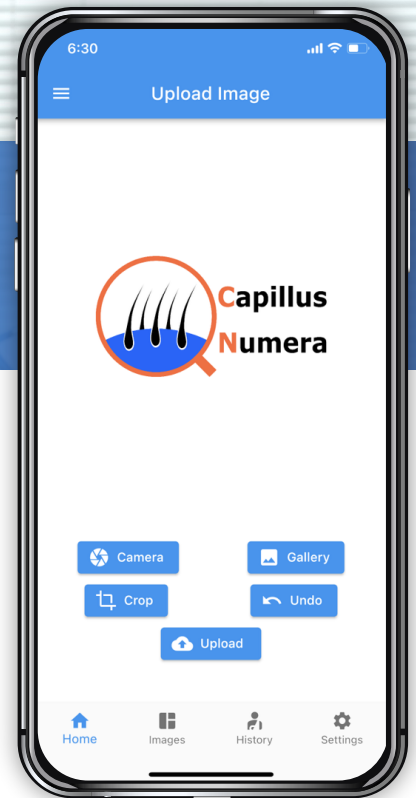 6:30
Upload Image
Capillus
Numera
Camera
Gallery
Crop
Undo
Upload
Home
Images
History
Settings